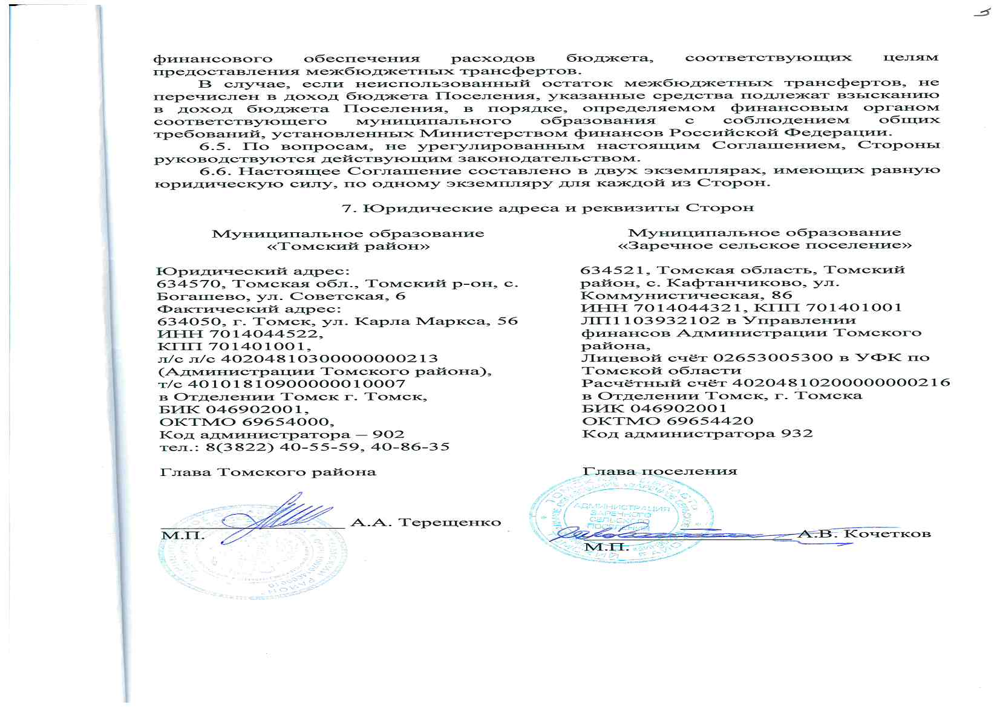 финансового обеспечения расходов бюджета, соответствующих целям
предоставления межбюджетных трансфертов.
В случае, если неиспользованный остаток межбюджетных трансфертов, не
перечислен в доход бюджета Поселения, указанные средства подлежат взысканию
в доход бюджета Поселения, в порядке, определяемом финансовым органом
соответствующего муниципального образования с соблюдением общих
требований, установленных Министерством финансов Российской Федерации.
6.5. По вопросам, не урегулированным настоящим Соглашением, Стороны
руководствуются действующим законодательством.
6.6. Настоящее Соглашение составлено в двух экземплярах, имеющих равную
юридическую силу, по одному экземпляру для каждой из Сторон.
7. Юридические адреса и реквизиты Сторон
Муниципальное образование
«Томский район»
Юридический адрес:
634570, Томская обл., Томский р-он, с.
Богашево, ул. Советская, 6
Фактический адрес:
634050, г. Томск, ул. Карла Маркса, 56
ИНН 7014044522,
КПП 701401001,
л/с л/с 40204810300000000213
(Администрации Томского района),
т/с 40101810900000010007
в Отделении Томск г. Томск,
БИК 046902001,
ОКТМО 69654000,
Код администратора – 902
тел.: 8(3822) 40-55-59, 40-86-35
Глава Томского района
А.А. Терещенко
М.П.
Муниципальное образование
«Заречное сельское поселение»
634521, Томская область, Томский
район, с. Кафтанчиково, ул.
Коммунистическая, 86
ИНН 7014044321, КПП 701401001
ЛП1103932102 в Управлении
финансов Администрации Томского
района,
Лицевой счёт 02653005300 в УФК по
Томской области
Расчётный счёт 40204810200000000216
в Отделении Томск, г. Томска
БИК 046902001
ОКТМО 69654420
Код администратора 932
Глава поселения
АДМИНИСТРАЦИЯ
ЗАРЕЧНОГО
СЕЛЬСКОГО
ПОСЕЛЕНИЯ
А.В. Кочетков
М.П.